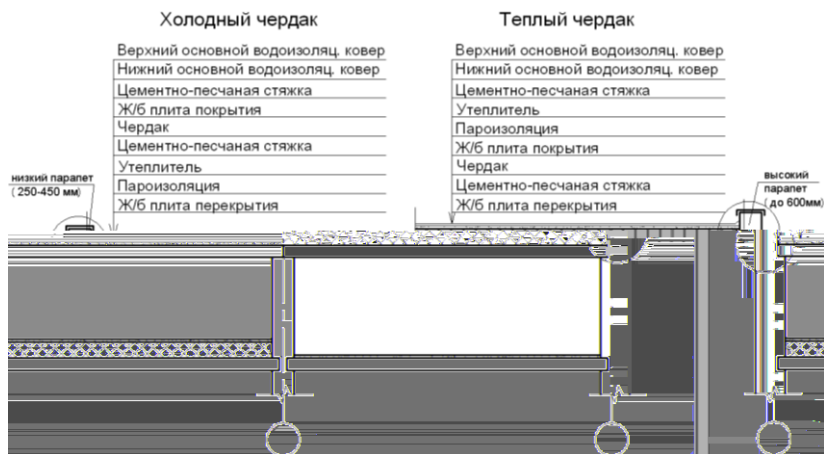 Холодный чердак
Верхний основной водоизоляц. ковер
Нижний основной водоизоляц. ковер
Цементно-песчаная стяжка
Ж/б плита покрытия
Чердак
Цементно-песчаная стяжка
Утеплитель
Пароизоляция
Ж/б плита перекрытия
низкий парапет
( 250-450 мм)
Теплый чердак
Верхний основной водоизоляц. ковер
Нижний основной водоизоляц. ковер
Цементно-песчаная стяжка
Утеплитель
Пароизоляция
Ж/б плита покрытия
Чердак
Цементно-песчаная стяжка
Ж/б плита перекрытия
высокий
парапет
( до 600мм)